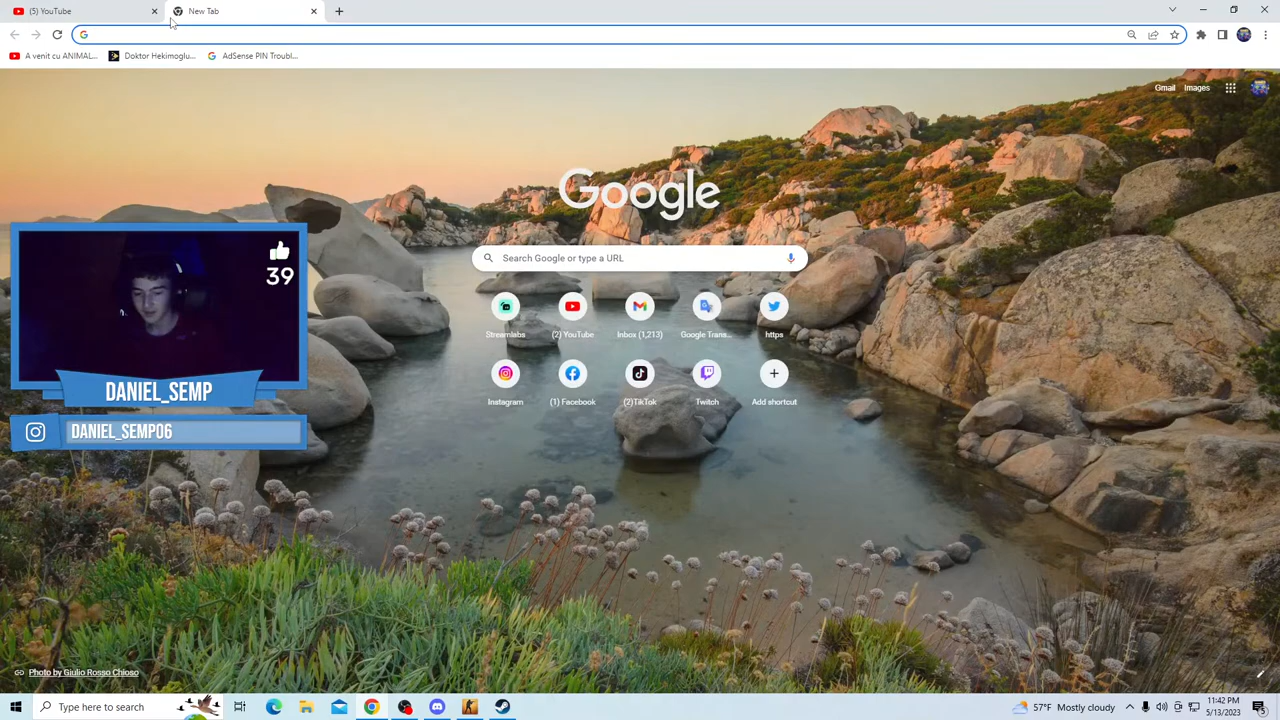 (5) YouTube
New Tab
A venit cu ANIMAL...
Doktor Hekimoglu...
AdSense PIN Troubl...
Gmail
Images
Google
Search Google or type a URL
Streamlabs
(2) YouTube
Inbox (1,213)
Google Trans...
https
Instagram
(1) Facebook
(2)TikTok
Twitch
Add shortcut
39
DANIEL_SEMP
DANIEL_SEMP06
Photo by Giulio Rosso Chioso
Type here to search
57°F Mostly cloudy
11:42 PM
5/13/2023
5